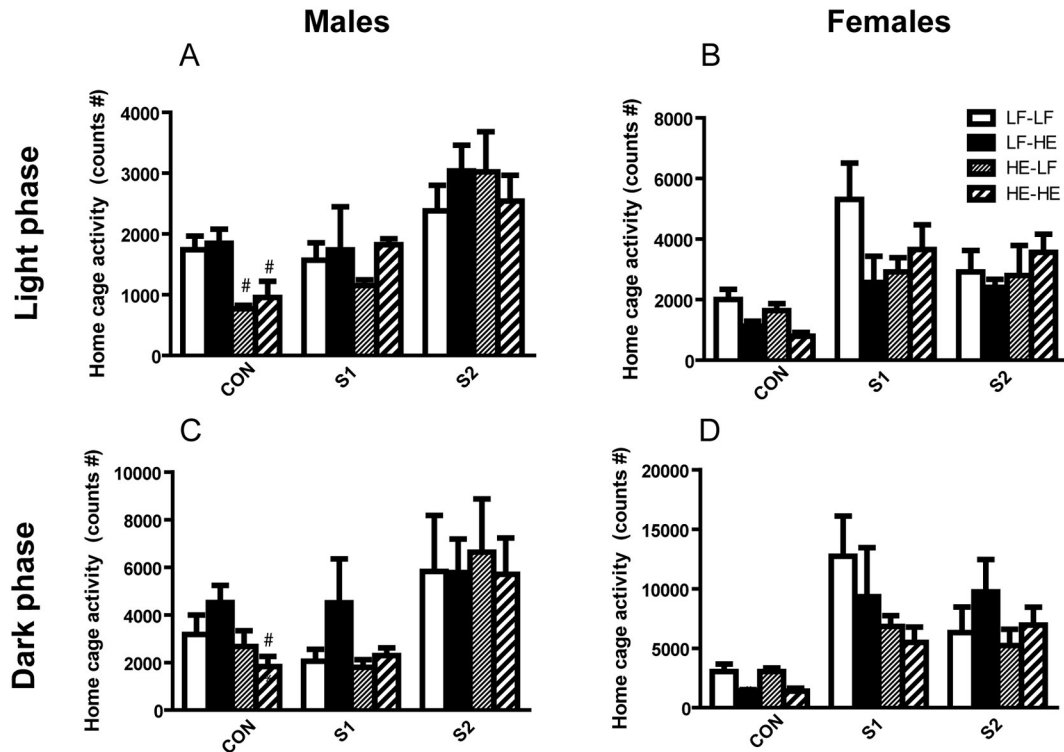 Males
Females
Light phase
Dark phase
A
Home cage activity (counts #)
4000
3000
2000
1000
0
#
#
CON
S1
S2
B
Home cage activity (counts #)
8000
6000
4000
2000
0
LF-LF
LF-HE
HE-LF
HE-HE
CON
S1
S2
C
Home cage activity (counts #)
10000
8000
6000
4000
2000
0
#
CON
S1
S2
D
Home cage activity (counts #)
20000
15000
10000
5000
0
CON
S1
S2